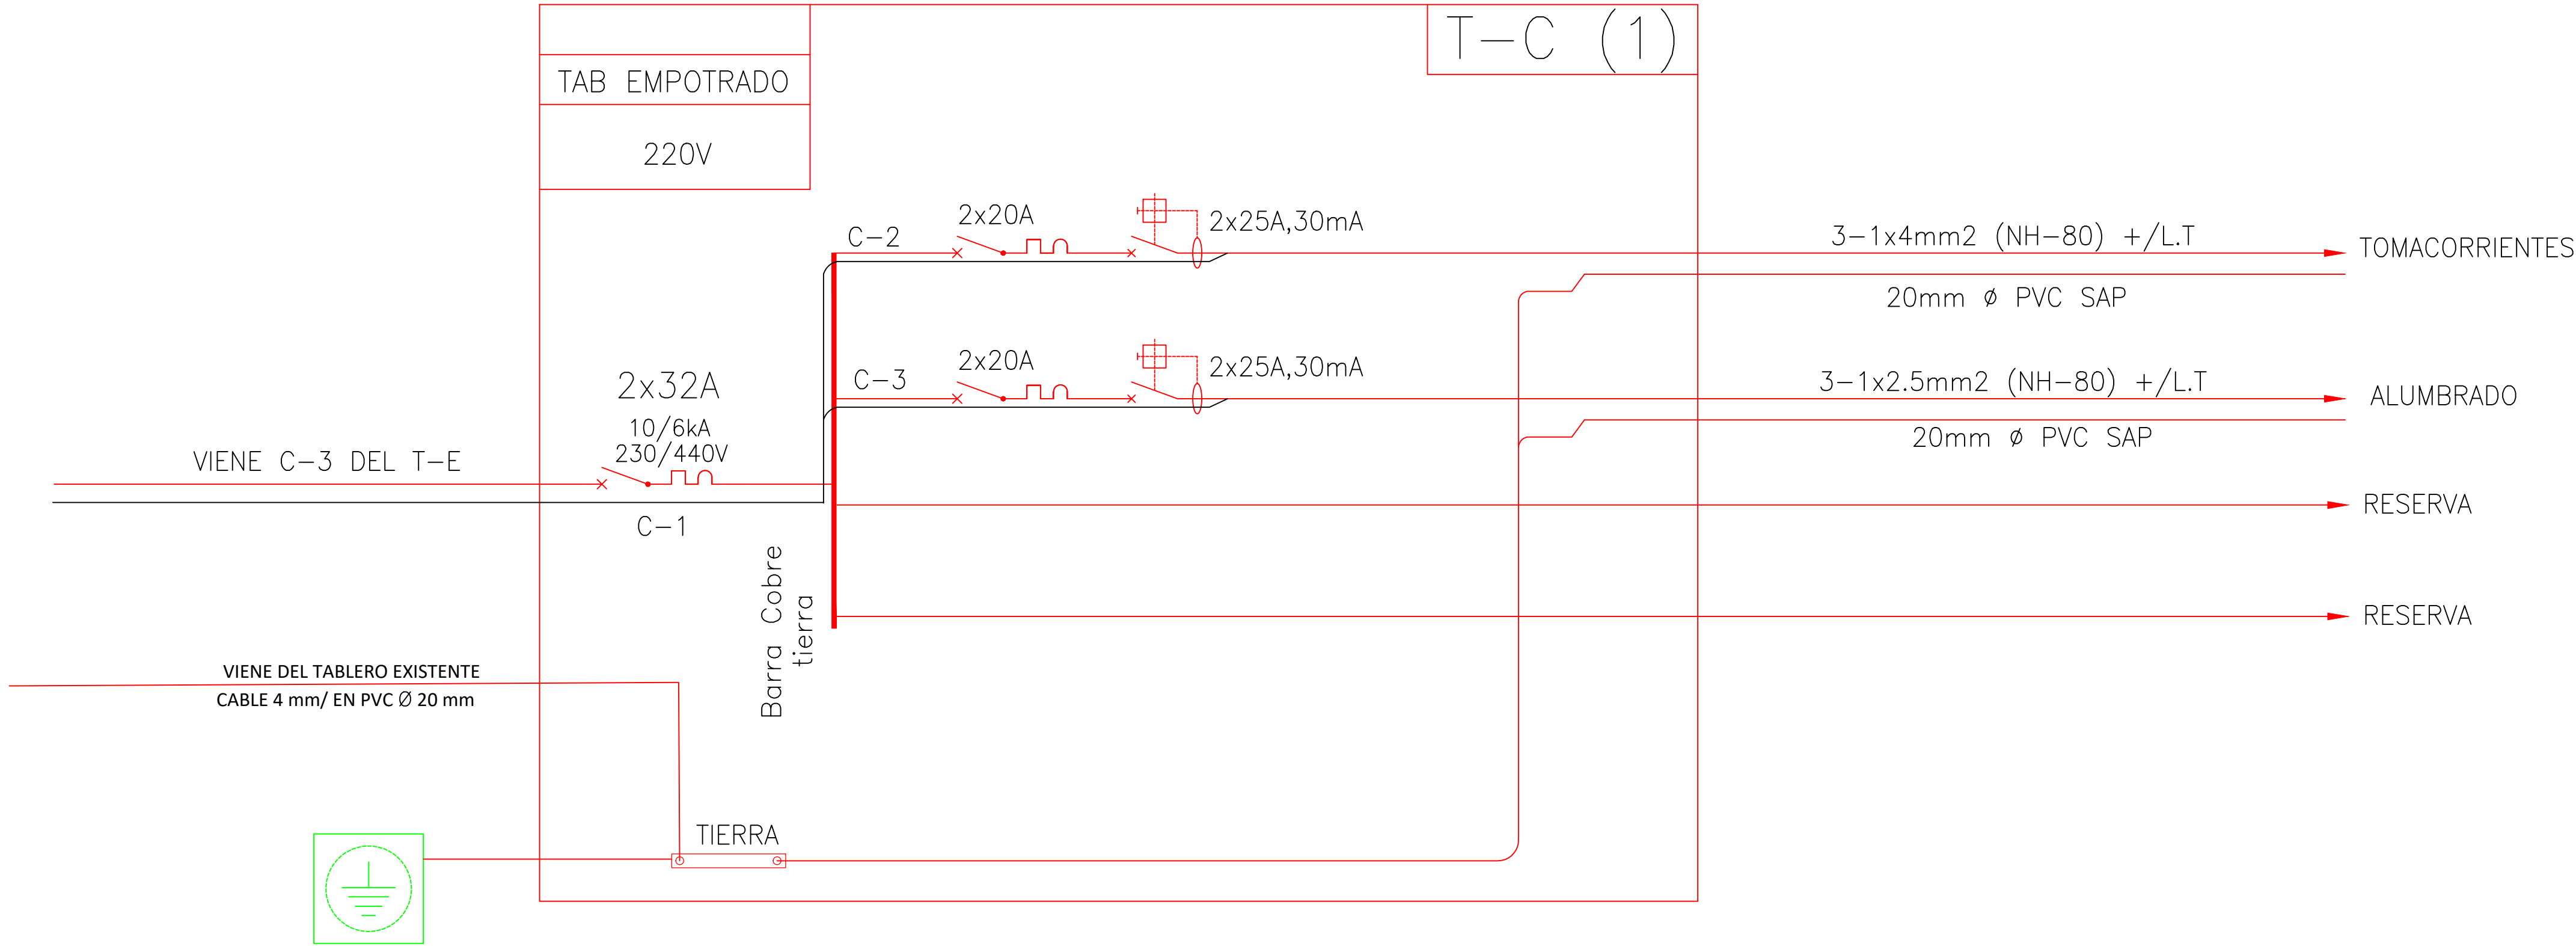 T-C (1)
TAB EMPOTRADO
220V
2x20A
2x25A,30mA
C-2
3-1x4mm2 (NH-80) +/L.T
TOMACORRIENTES
20mm ø PVC SAP
2x20A
2x25A,30mA
C-3
3-1x2.5mm2 (NH-80) +/L.T
ALUMBRADO
20mm ø PVC SAP
2x32A
10/6kA
230/440V
VIENE C-3 DEL T-E
C-1
RESERVA
RESERVA
Barra Cobre
tierra
VIENE DEL TABLERO EXISTENTE
CABLE 4 mm/ EN PVC Ø 20 mm
TIERRA